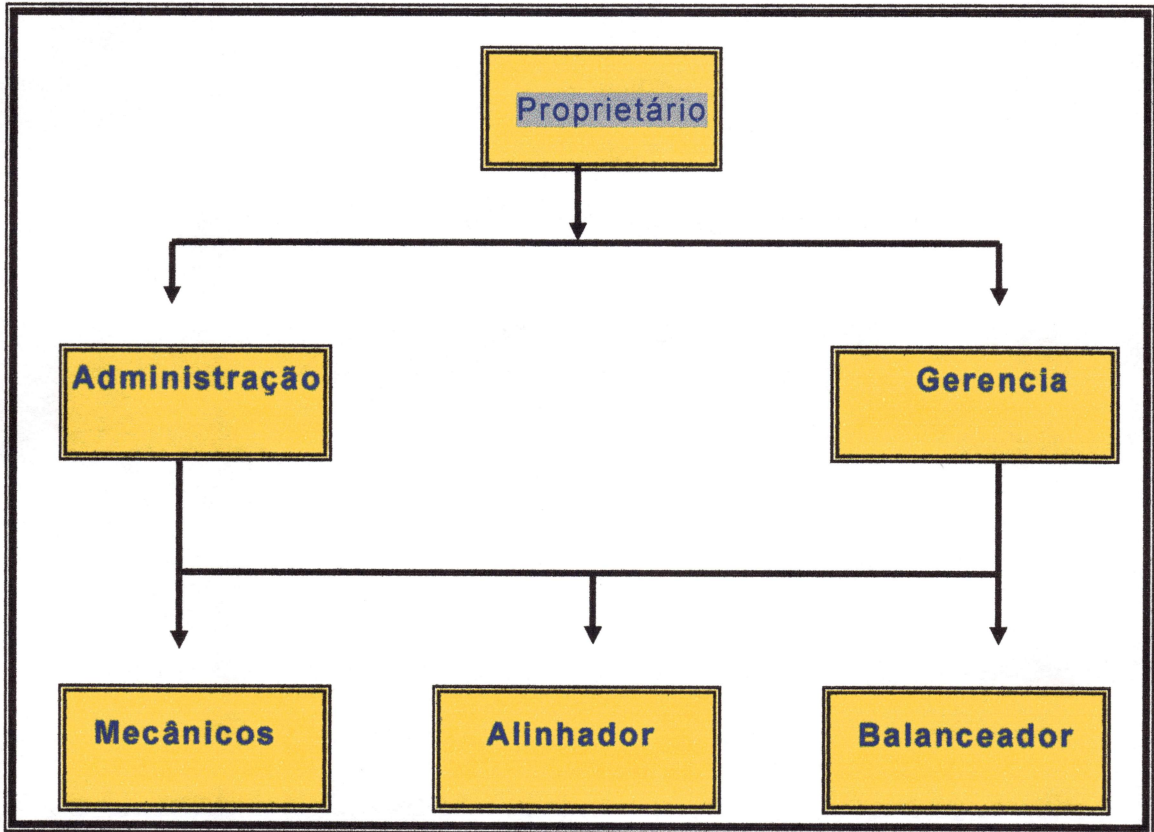 Proprietário
Administração
Gerencia
Mecânicos
Alinhador
Balanceador